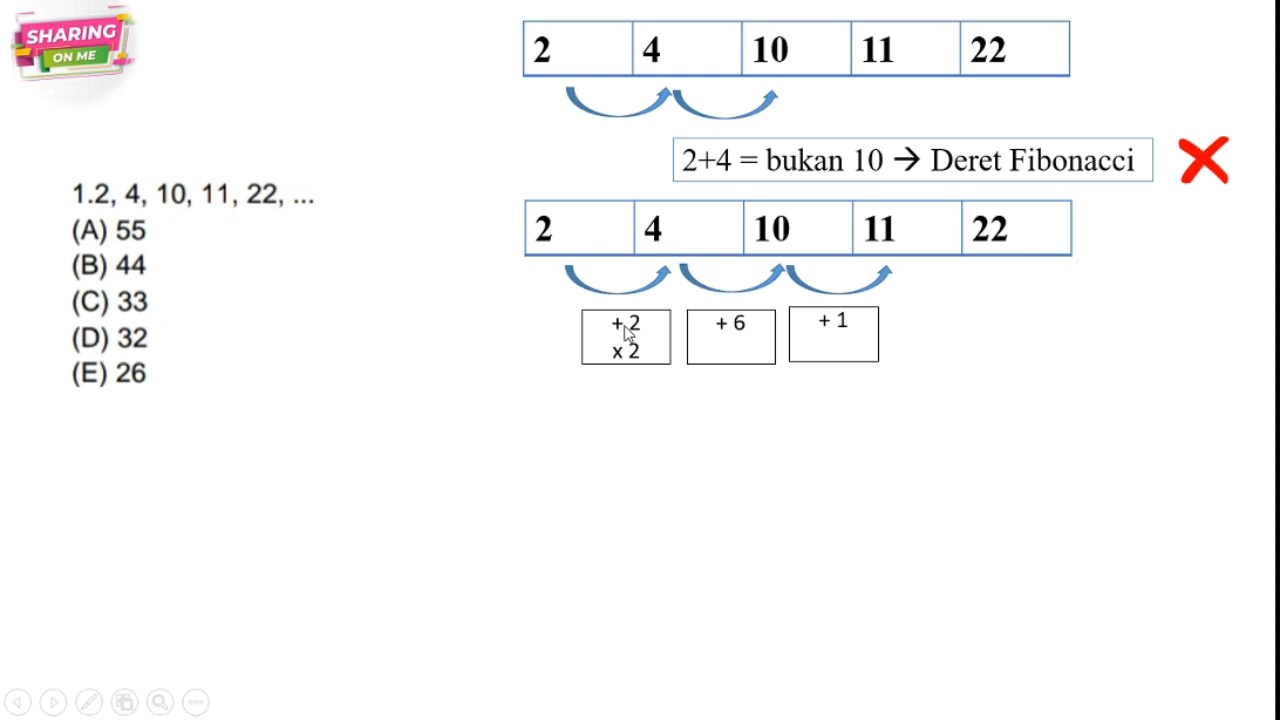 SHARING
ON ME
2 4 10 11 22
2+4 = bukan 10 → Deret Fibonacci
1.2, 4, 10, 11, 22, ...
(A) 55
(B) 44
(C) 33
(D) 32
(E) 26
2 4 10 11 22
+ 2
x 2
+ 6
+ 1